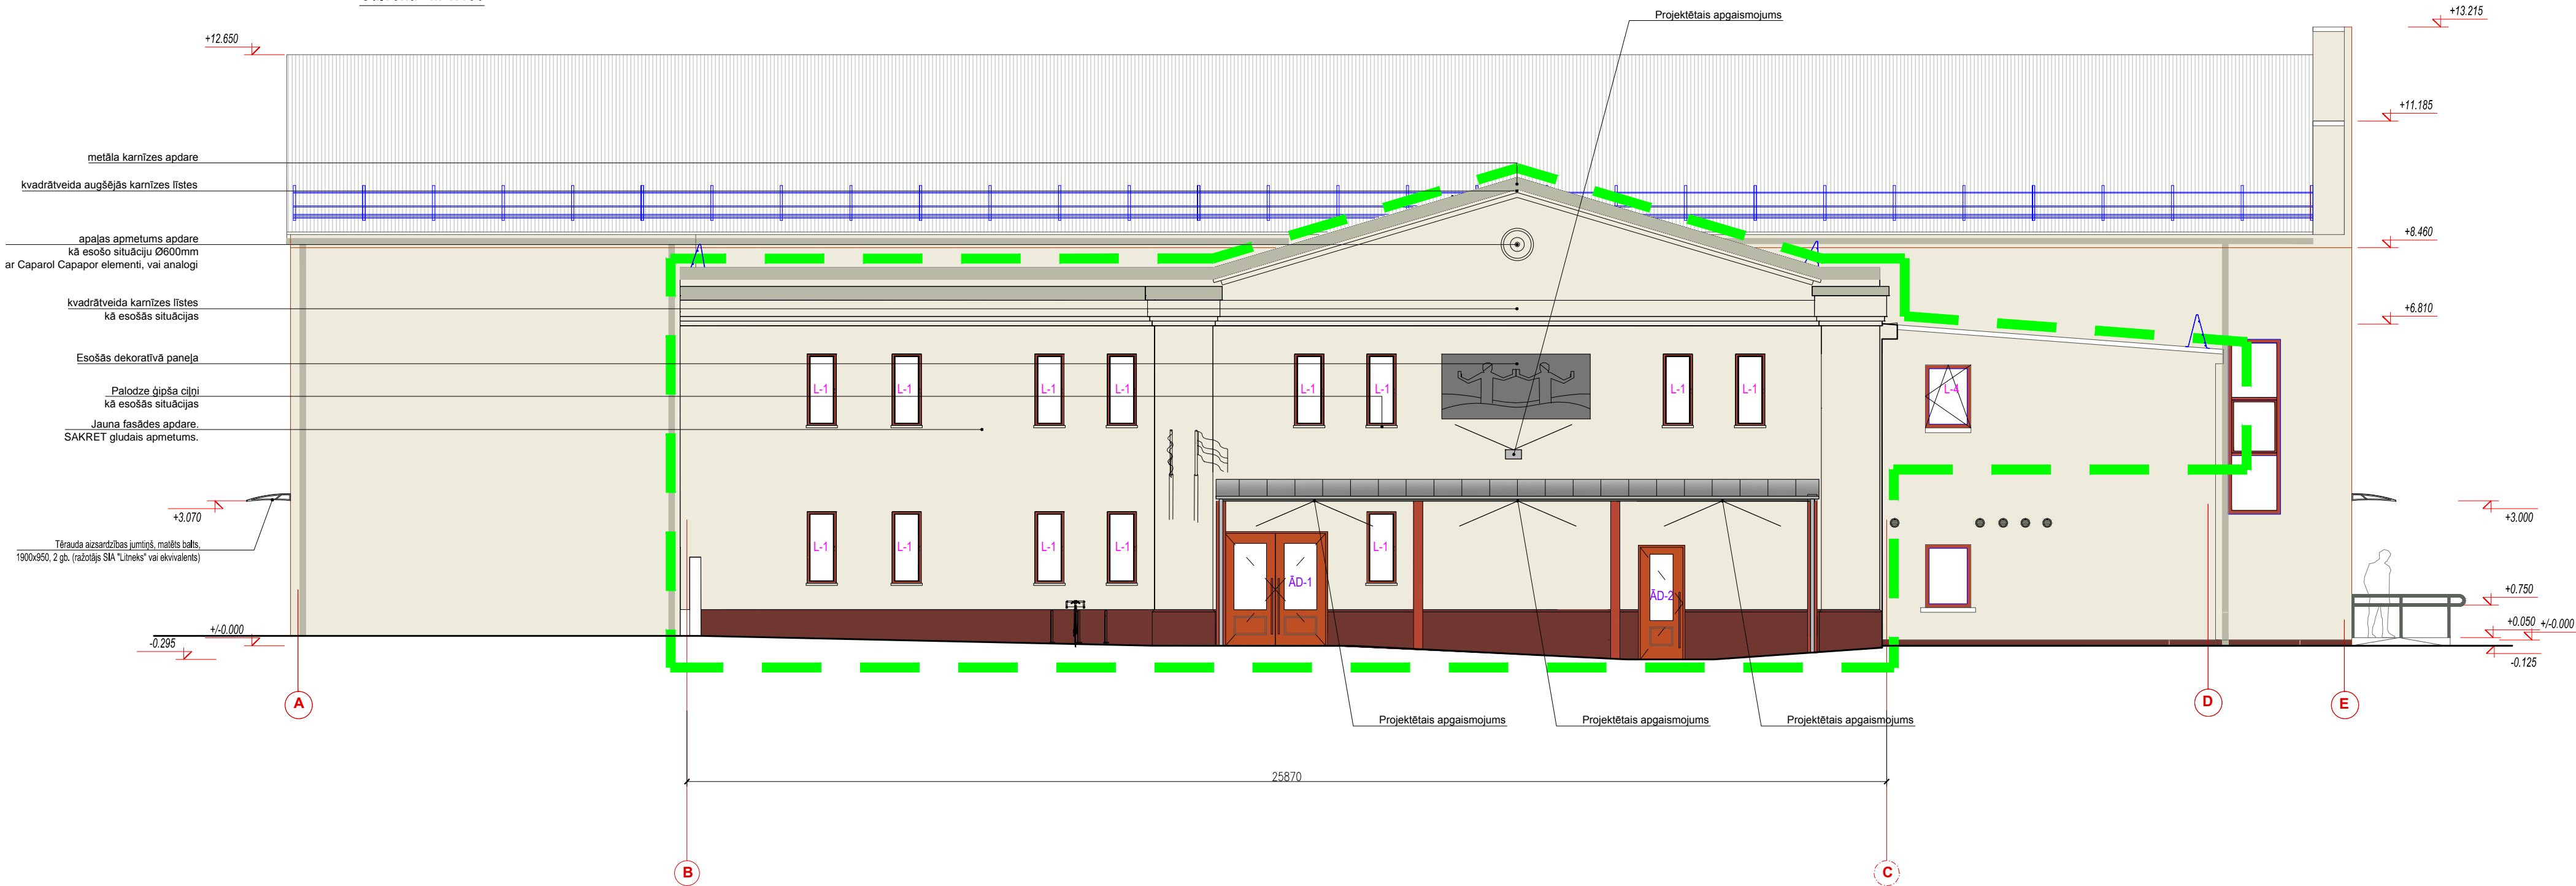 Projektētais apgaismojums
+13.215
+12.650
+11.185
metāla karnīzes apdare
kvadrātveida augšējās karnīzes līstes
apaļas apmetums apdare
kā esošo situāciju Ø600mm
ar Caparol Capapor elementi, vai analogi
+8.460
kvadrātveida karnīzes līstes
kā esošās situācijas
+6.810
Esošās dekoratīvā paneļa
Palodze ģipša ciļņi
kā esošās situācijas
Jauna fasādes apdare.
SAKRET gludais apmetums.
L-1 L-1 L-1 L-1 L-1 L-1 L-1 L-1 L-4
+3.070
+3.000
Tērauda aizsardzības jumtiņš, matēts balts,
1900x950, 2 gb. (ražotājs SIA "Litneks" vai ekvivalents)
L-1 L-1 L-1 L-1 ĀD-1 L-1 ĀD-2
+0.750
+/-0.000
+0.050 +/-0.000
-0.295
-0.125
A
D
E
Projektētais apgaismojums
Projektētais apgaismojums
Projektētais apgaismojums
25870
B
C